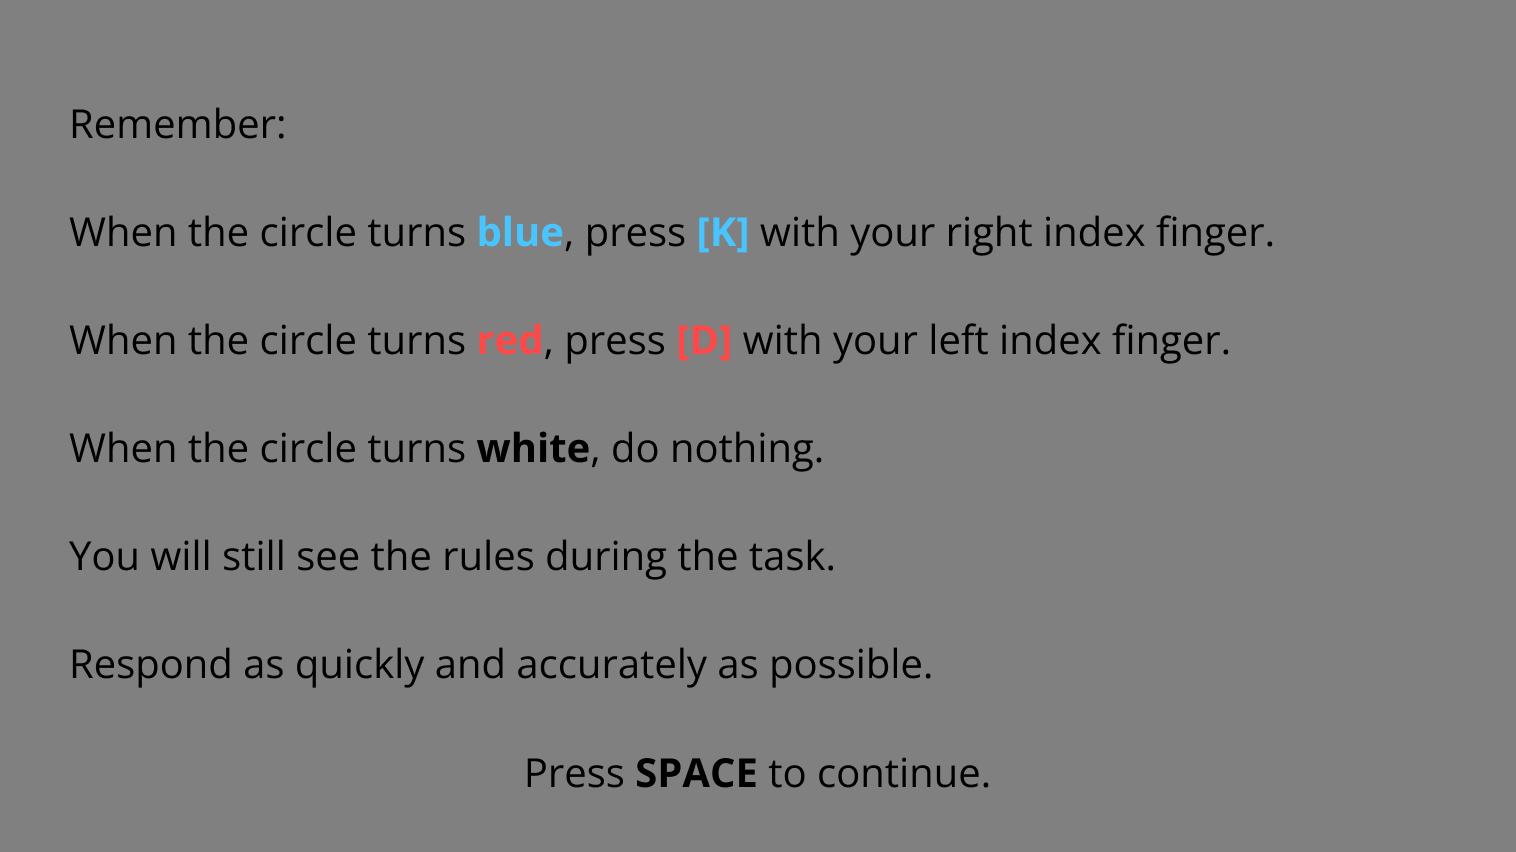 Remember:
When the circle turns blue, press [K] with your right index finger.
When the circle turns red, press [D] with your left index finger.
When the circle turns white, do nothing.
You will still see the rules during the task.
Respond as quickly and accurately as possible.
Press SPACE to continue.